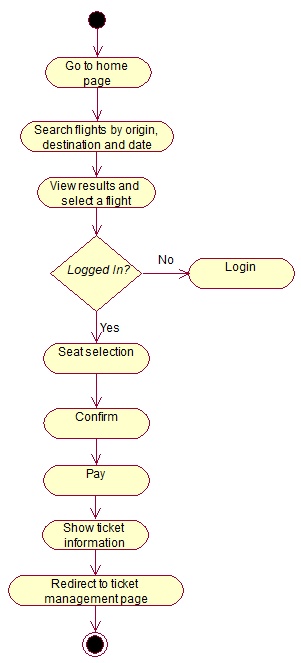 Go to home
page
Search flights by origin,
destination and date
View results and
select a flight
Logged In?
No
Login
Yes
Seat selection
Confirm
Pay
Show ticket
information
Redirect to ticket
management page